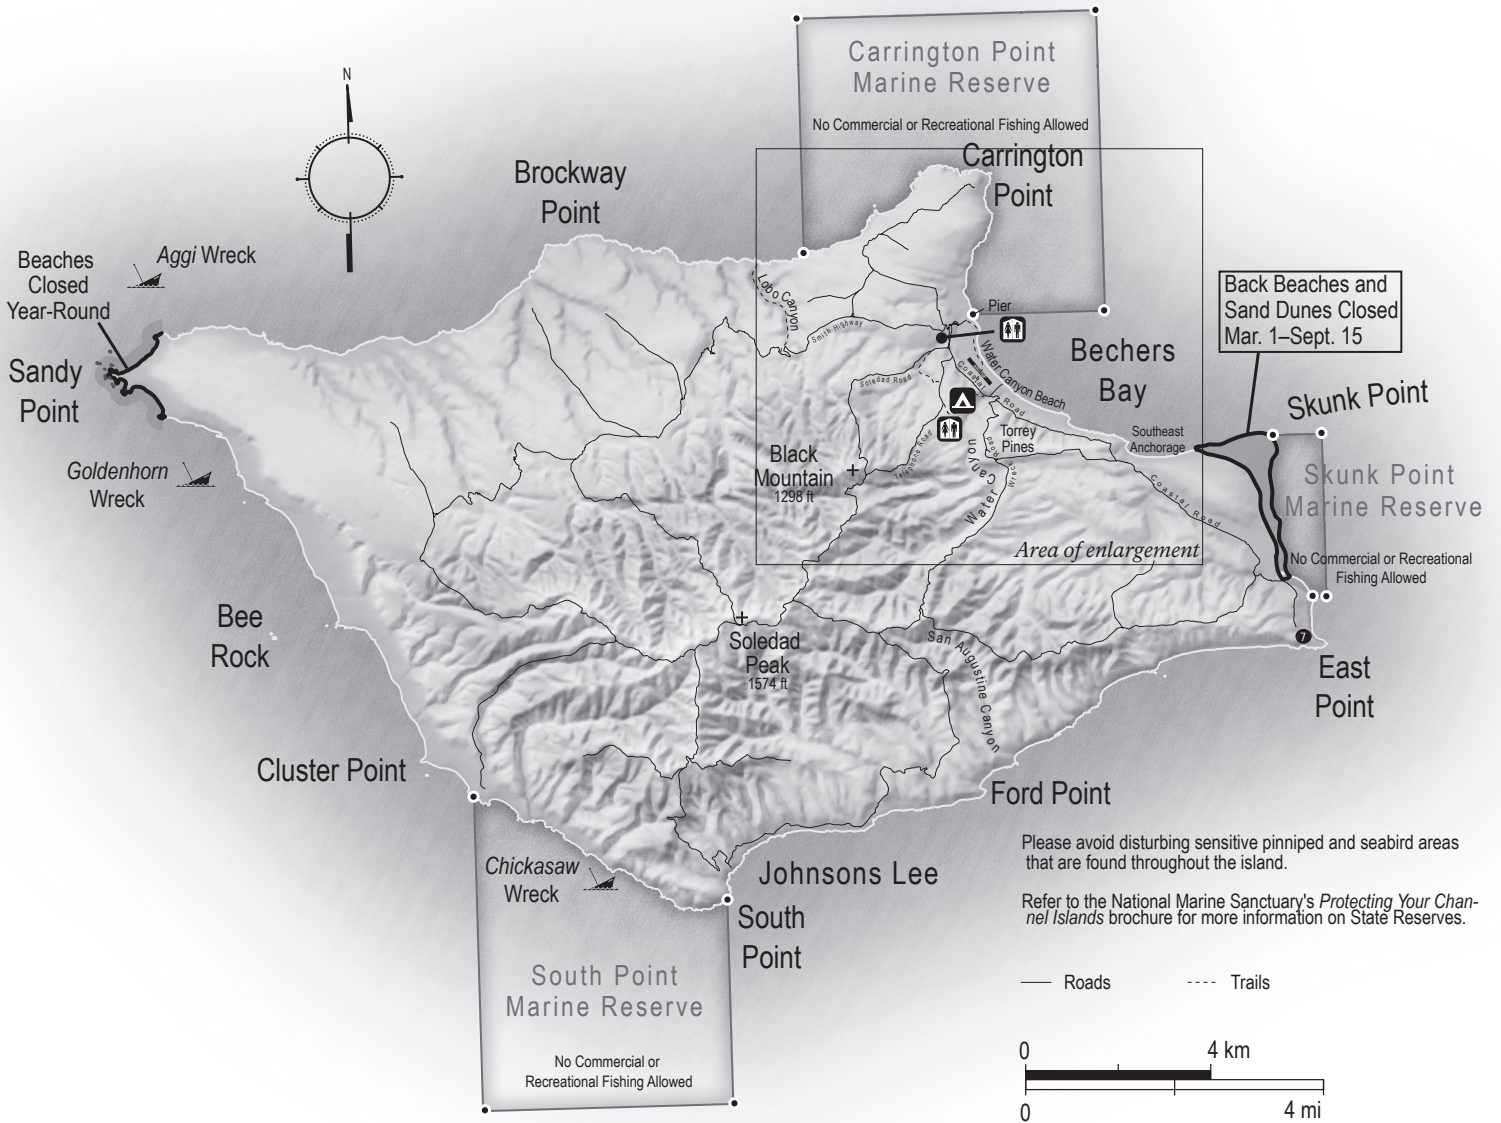 Carrington Point
Marine Reserve
No Commercial or Recreational Fishing Allowed
N
Carrington
Point
Brockway
Point
Aggi Wreck
Beaches
Closed
Year-Round
Sandy
Point
Goldenhorn
Wreck
Lobo Canyon
Smith Highway
Pier
Soledad Road
Water Canyon Beach
Coastal
Road
Bechers
Bay
Back Beaches and
Sand Dunes Closed
Mar. 1–Sept. 15
Skunk Point
Southeast
Anchorage
Torrey
Pines
Telephone Road
Water Canyon
Wreck Road
Black
Mountain
1298 ft
Coastal Road
Skunk Point
Marine Reserve
No Commercial or Recreational
Fishing Allowed
Area of enlargement
Bee
Rock
Soledad
Peak
1574 ft
San Augustine Canyon
7
East
Point
Cluster Point
Ford Point
Chickasaw
Wreck
Johnsons Lee
South
Point
South Point
Marine Reserve
No Commercial or
Recreational Fishing Allowed
Please avoid disturbing sensitive pinniped and seabird areas
that are found throughout the island.
Refer to the National Marine Sanctuary's Protecting Your Chan-
nel Islands brochure for more information on State Reserves.
Roads
Trails
0 4 km
0 4 mi